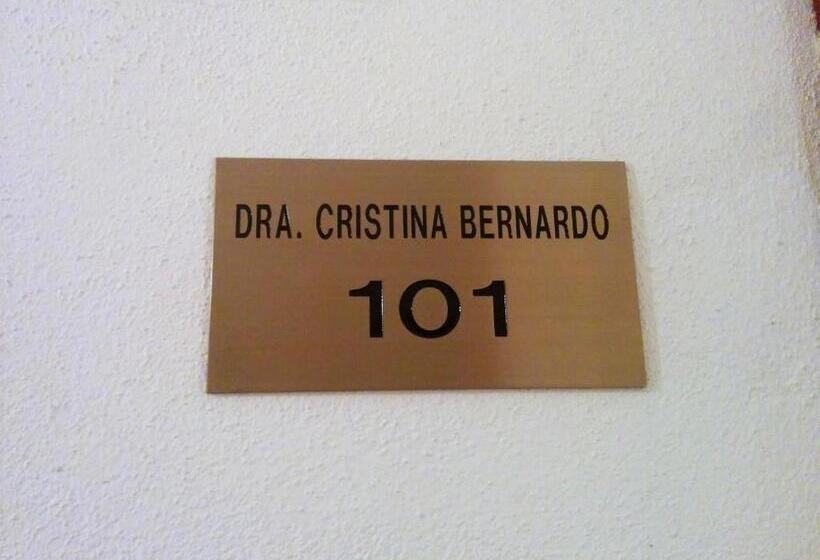 DRA. CRISTINA BERNARDO
101